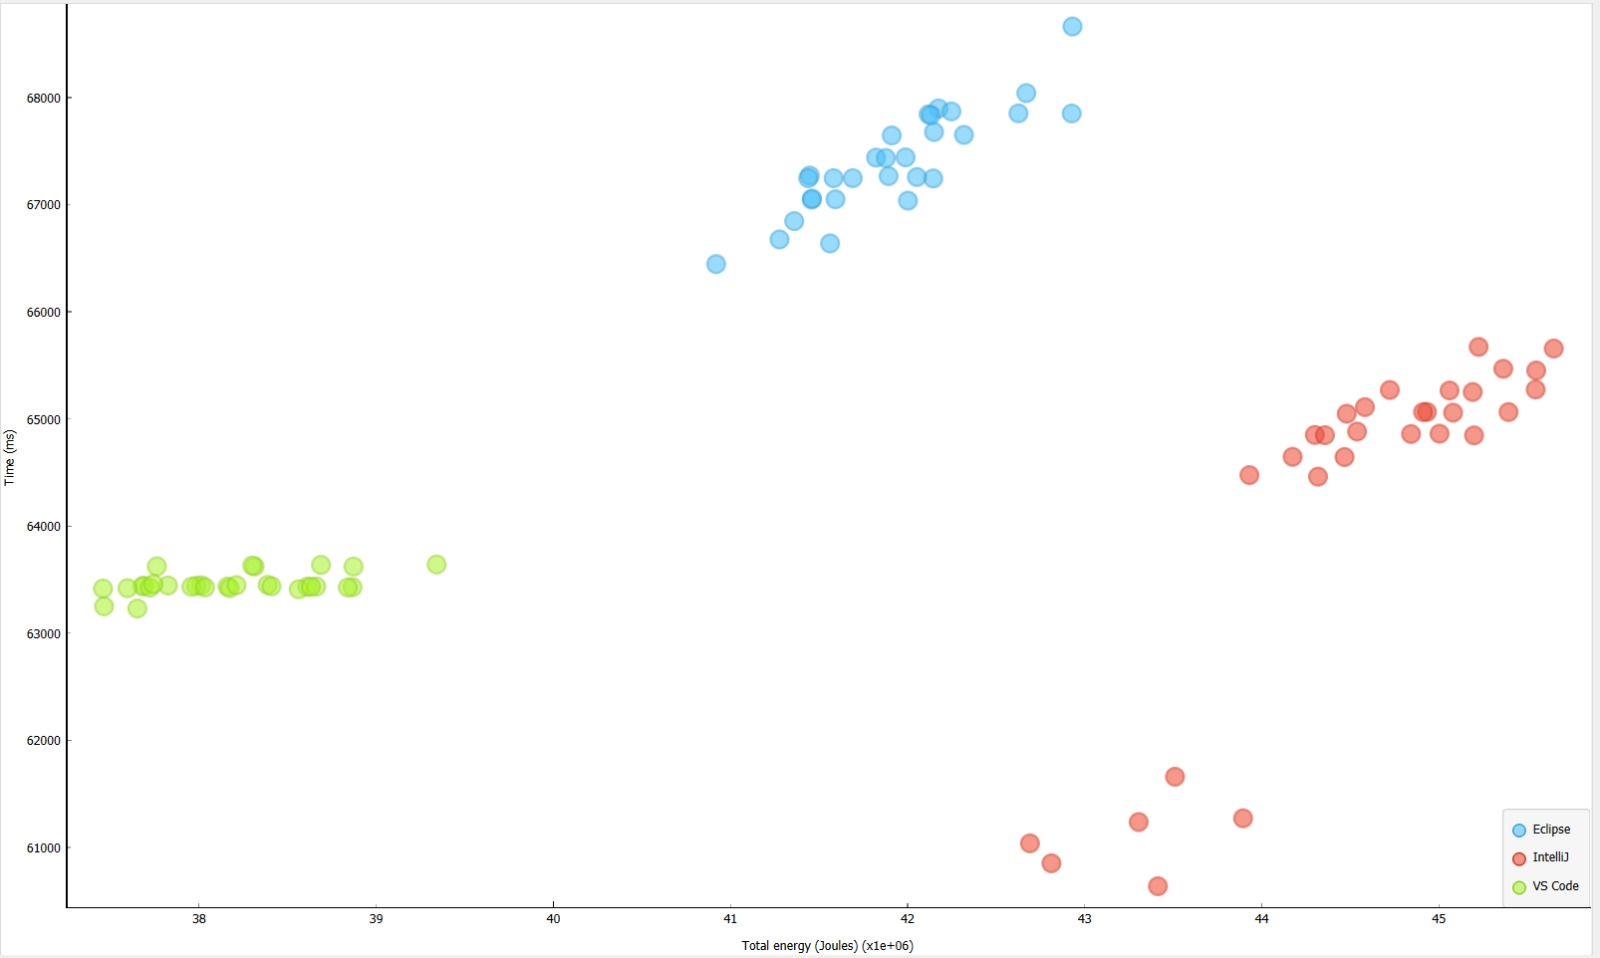 68000
67000
66000
65000
64000
63000
62000
61000
Time (ms)
38 39 40 41 42 43 44 45
Total energy (Joules) (x1e+06)
Eclipse
IntelliJ
VS Code